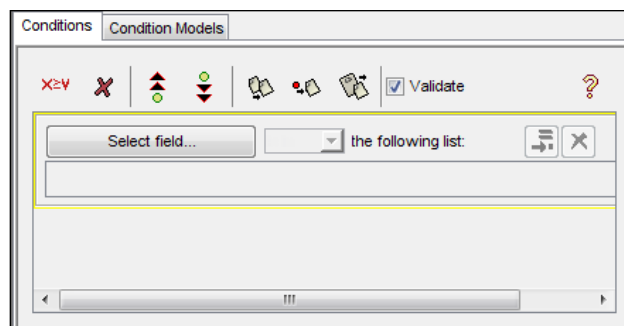 Conditions Condition Models
X≥Y Validate ?
Select field... the following list: